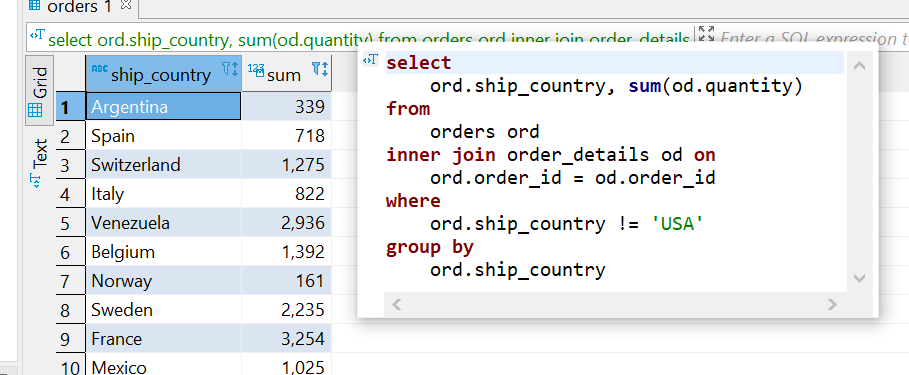 orders 1
select ord.ship_country, sum(od.quantity) from orders ord inner join order_details
Enter a SQL expression t
Grid
Text
ABC ship_country 123 sum
1 Argentina 339
2 Spain 718
3 Switzerland 1,275
4 Italy 822
5 Venezuela 2,936
6 Belgium 1,392
7 Norway 161
8 Sweden 2,235
9 France 3,254
10 Mexico 1,025
T select
ord.ship_country, sum(od.quantity)
from
orders ord
inner join order_details od on
ord.order_id = od.order_id
where
ord.ship_country != 'USA'
group by
ord.ship_country